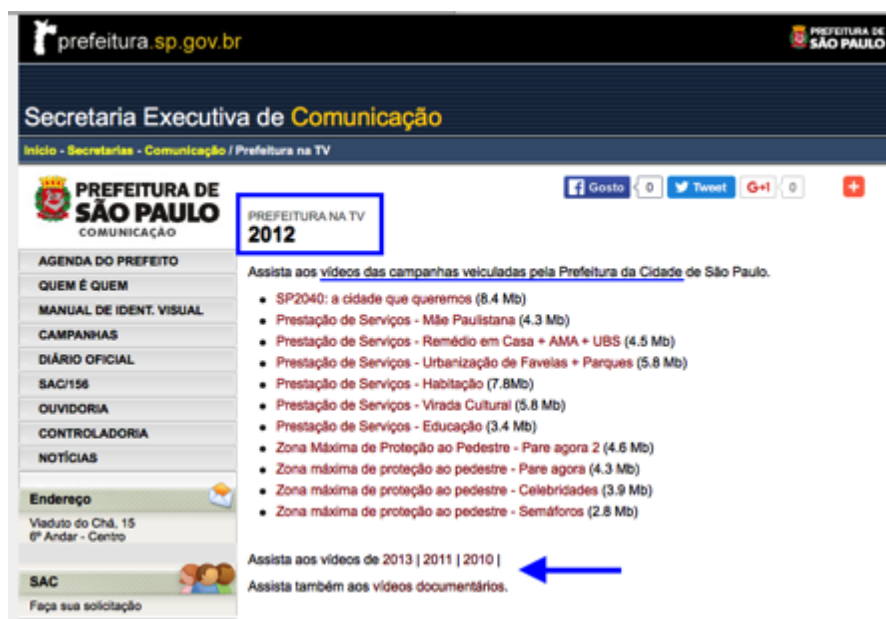 prefeitura.sp.gov.br
PREFEITURA DE
SÃO PAULO
Secretaria Executiva de Comunicação
Início - Secretarias - Comunicação / Prefeitura na TV
PREFEITURA DE
SÃO PAULO
COMUNICAÇÃO
Gosto 0 Tweet G+1 0 +
PREFEITURA NA TV
2012
AGENDA DO PREFEITO
QUEM É QUEM
MANUAL DE IDENT. VISUAL
CAMPANHAS
DIÁRIO OFICIAL
SAC/156
OUVIDORIA
CONTROLADORIA
NOTÍCIAS
Endereço
Viaduto do Chá, 15
6º Andar - Centro
SAC
Faça sua solicitação
Assista aos vídeos das campanhas veiculadas pela Prefeitura da Cidade de São Paulo.
SP2040: a cidade que queremos (8.4 Mb)
Prestação de Serviços - Mãe Paulistana (4.3 Mb)
Prestação de Serviços - Remédio em Casa + AMA + UBS (4.5 Mb)
Prestação de Serviços - Urbanização de Favelas + Parques (5.8 Mb)
Prestação de Serviços - Habitação (7.8Mb)
Prestação de Serviços - Virada Cultural (5.8 Mb)
Prestação de Serviços - Educação (3.4 Mb)
Zona Máxima de Proteção ao Pedestre - Pare agora 2 (4.6 Mb)
Zona máxima de proteção ao pedestre - Pare agora (4.3 Mb)
Zona máxima de proteção ao pedestre - Celebridades (3.9 Mb)
Zona máxima de proteção ao pedestre - Semáforos (2.8 Mb)
Assista aos vídeos de 2013 | 2011 | 2010 |
Assista também aos vídeos documentários.